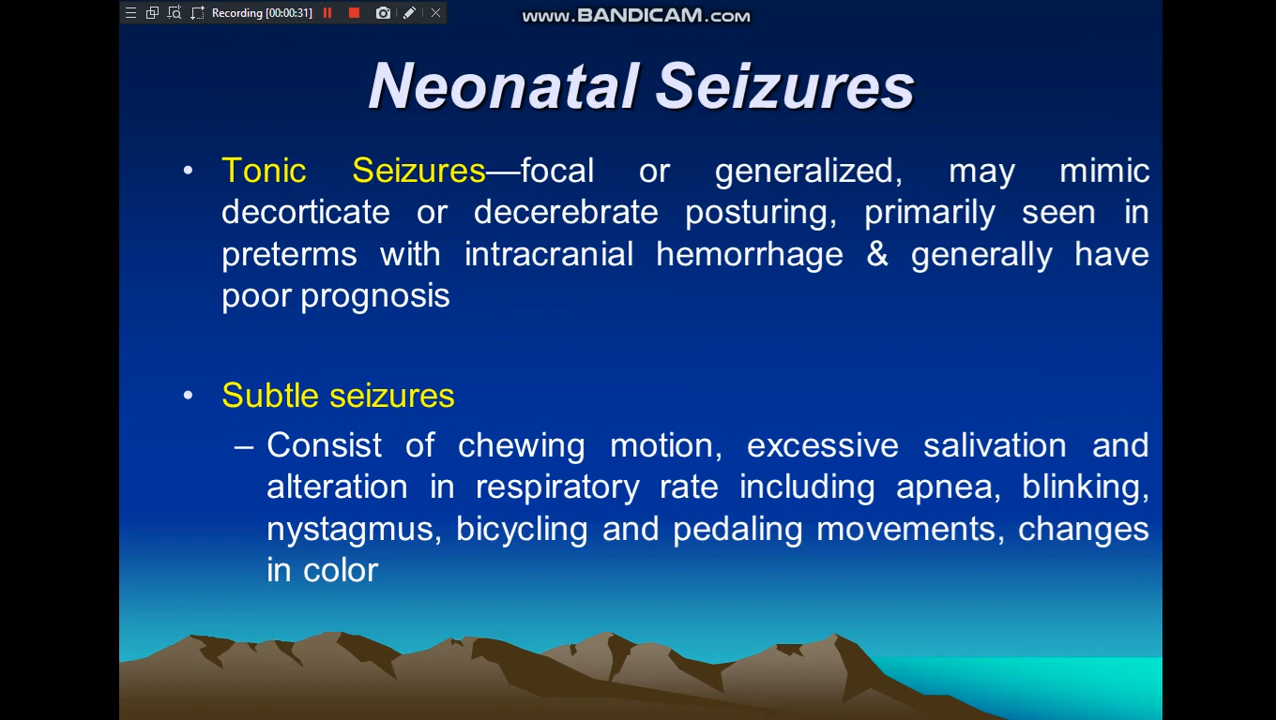 Recording [00:00:31]
www.BANDICAM.com
Neonatal Seizures
• Tonic Seizures—focal or generalized, may mimic
decorticate or decerebrate posturing, primarily seen in
preterms with intracranial hemorrhage & generally have
poor prognosis
• Subtle seizures
– Consist of chewing motion, excessive salivation and
alteration in respiratory rate including apnea, blinking,
nystagmus, bicycling and pedaling movements, changes
in color